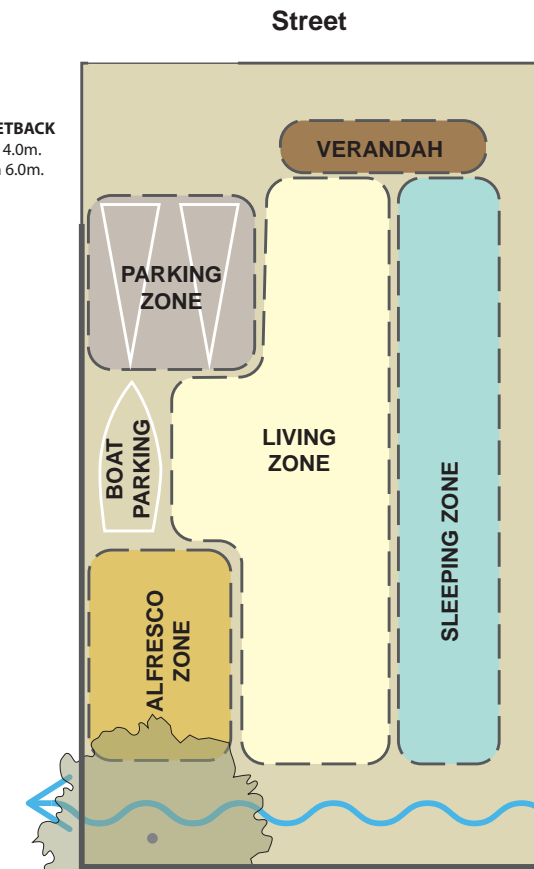 Street
ETBACK
4.0m.
6.0m.
VERANDAH
PARKING
ZONE
LIVING
ZONE
BOAT
PARKING
SLEEPING ZONE
ALFRESCO
ZONE